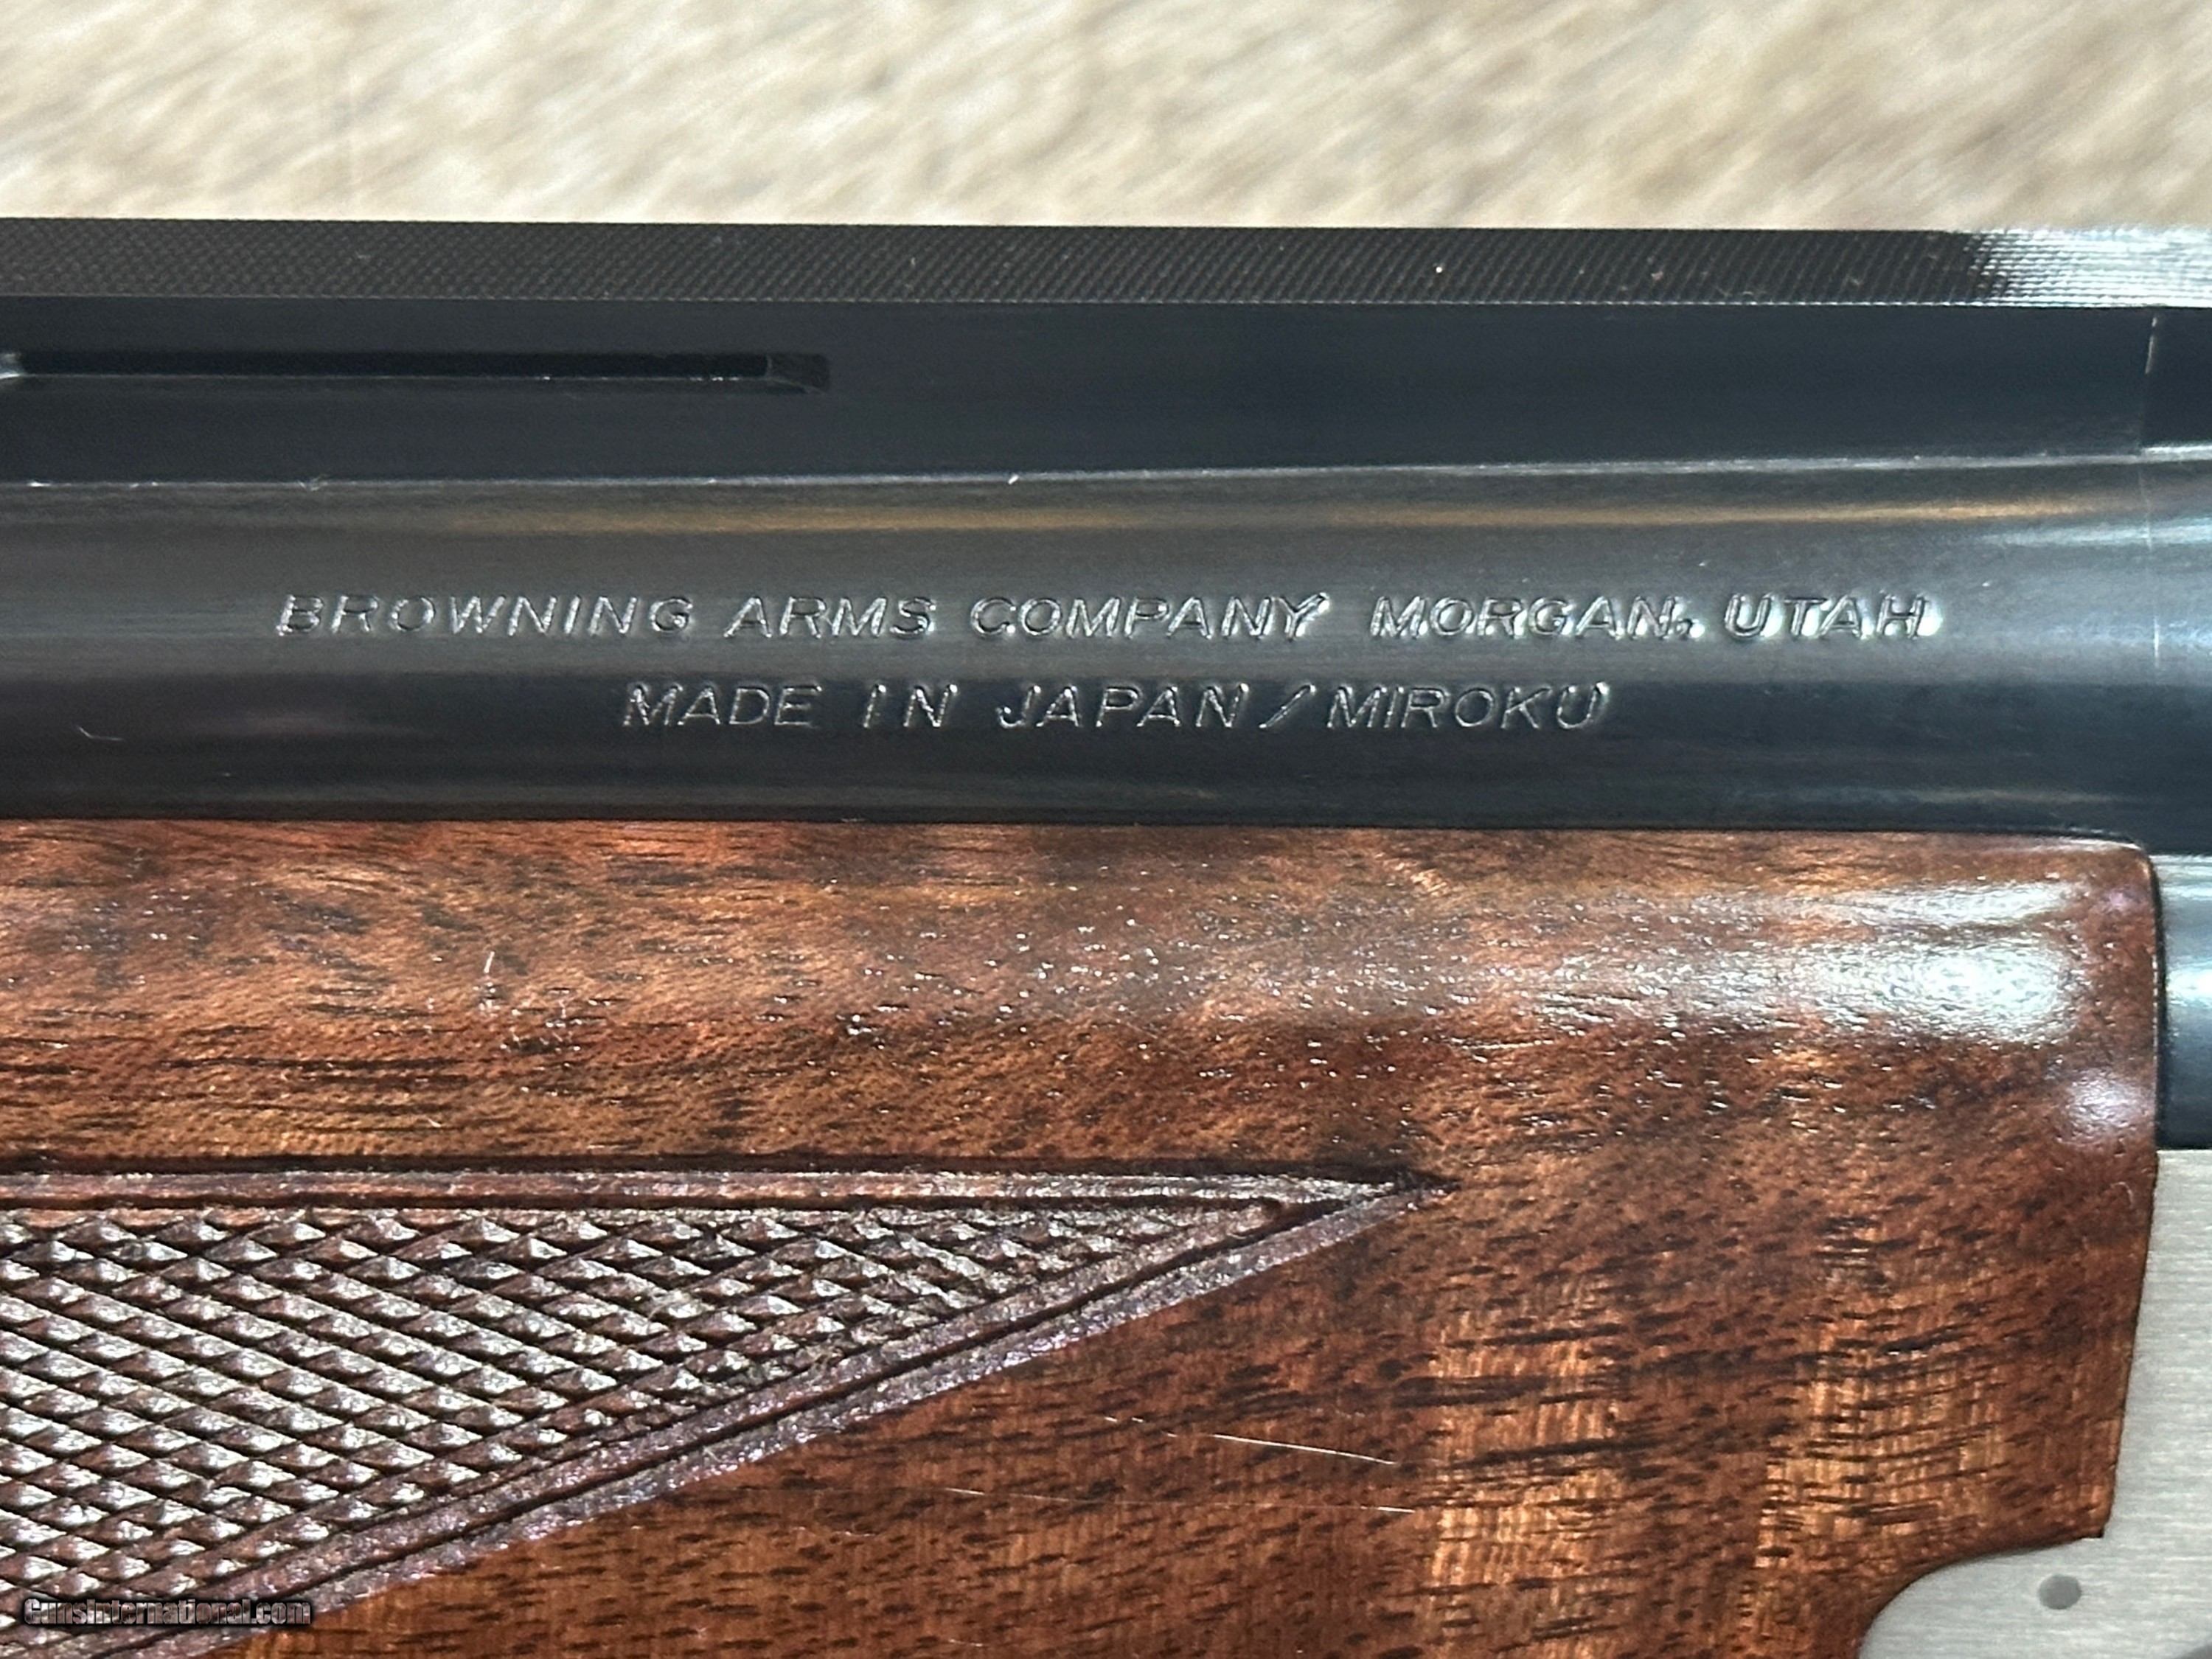 BROWNING ARMS COMPANY MORGAN, UTAH
MADE IN JAPAN/MIROKU
GunsInternational.com